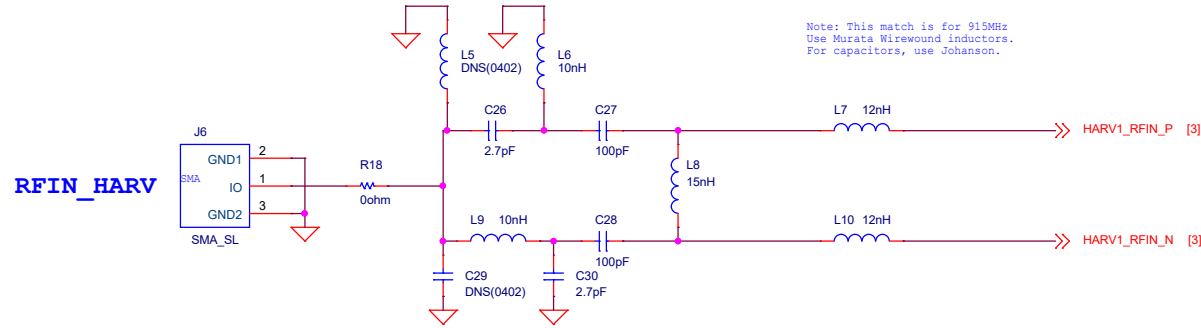 Note: This match is for 915MHz
Use Murata Wirewound inductors.
For capacitors, use Johanson.
L5
DNS(0402)
L6
10nH
C26
2.7pF
C27
100pF
L7 12nH
HARV1_RFIN_P [3]
J6
GND1 2
SMA
IO 1
GND2 3
SMA_SL
RFIN_HARV
R18
0ohm
L8
15nH
L9 10nH
C28
100pF
L10 12nH
HARV1_RFIN_N [3]
C29
DNS(0402)
C30
2.7pF